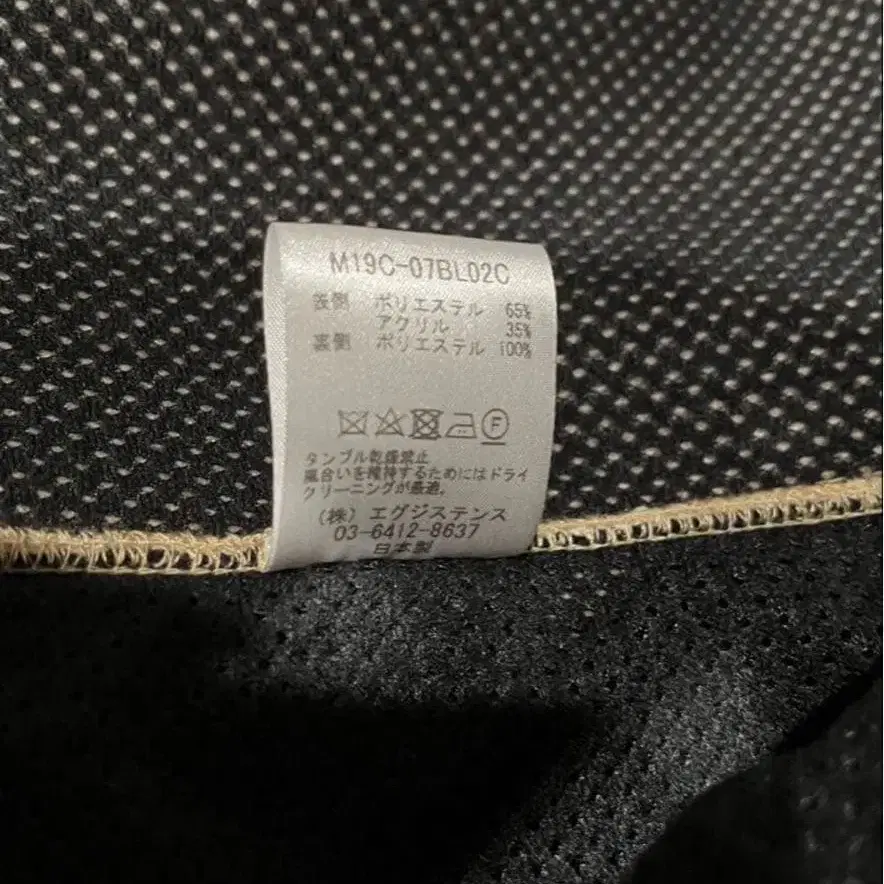 M19C-07BL02C
表側 ポリエステル 65%
アクリル 35%
裏側 ポリエステル 100%
F
タンブル乾燥禁止
風合いを維持するためにはドライ
クリーニングが最適。
(株) エグジステンス
03-6412-8637
日本製